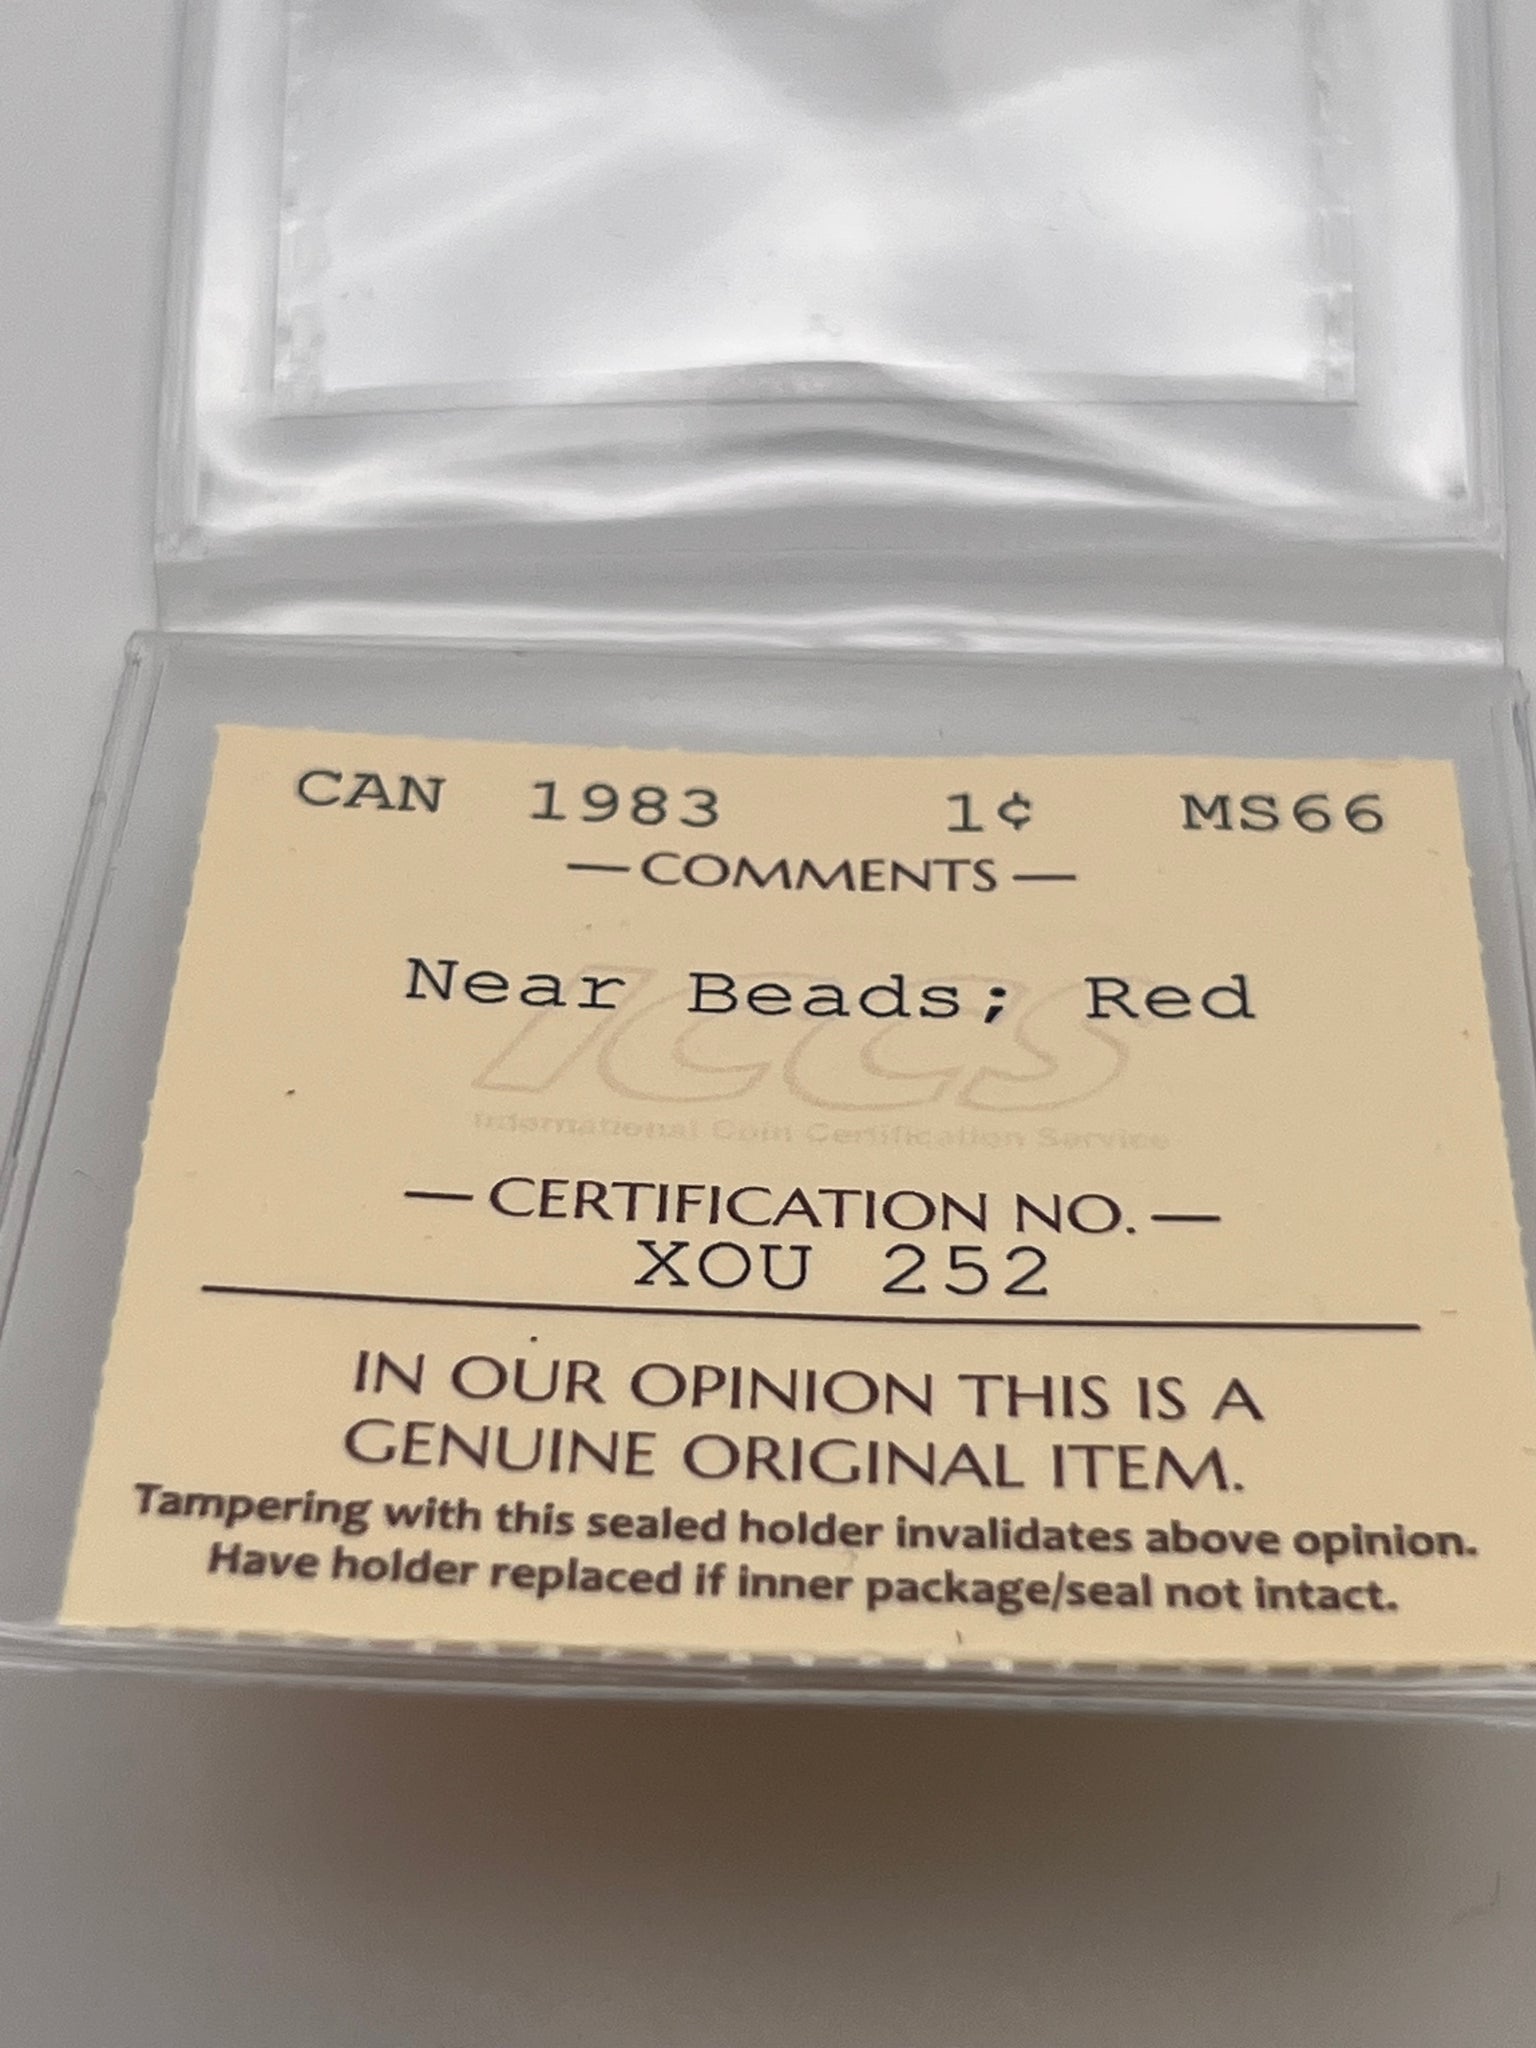 CAN 1983 1¢ MS66
— COMMENTS —
Near Beads; Red
ICCS
International Coin Certification Service
— CERTIFICATION NO. —
XOU 252
IN OUR OPINION THIS IS A
GENUINE ORIGINAL ITEM.
Tampering with this sealed holder invalidates above opinion.
Have holder replaced if inner package/seal not intact.